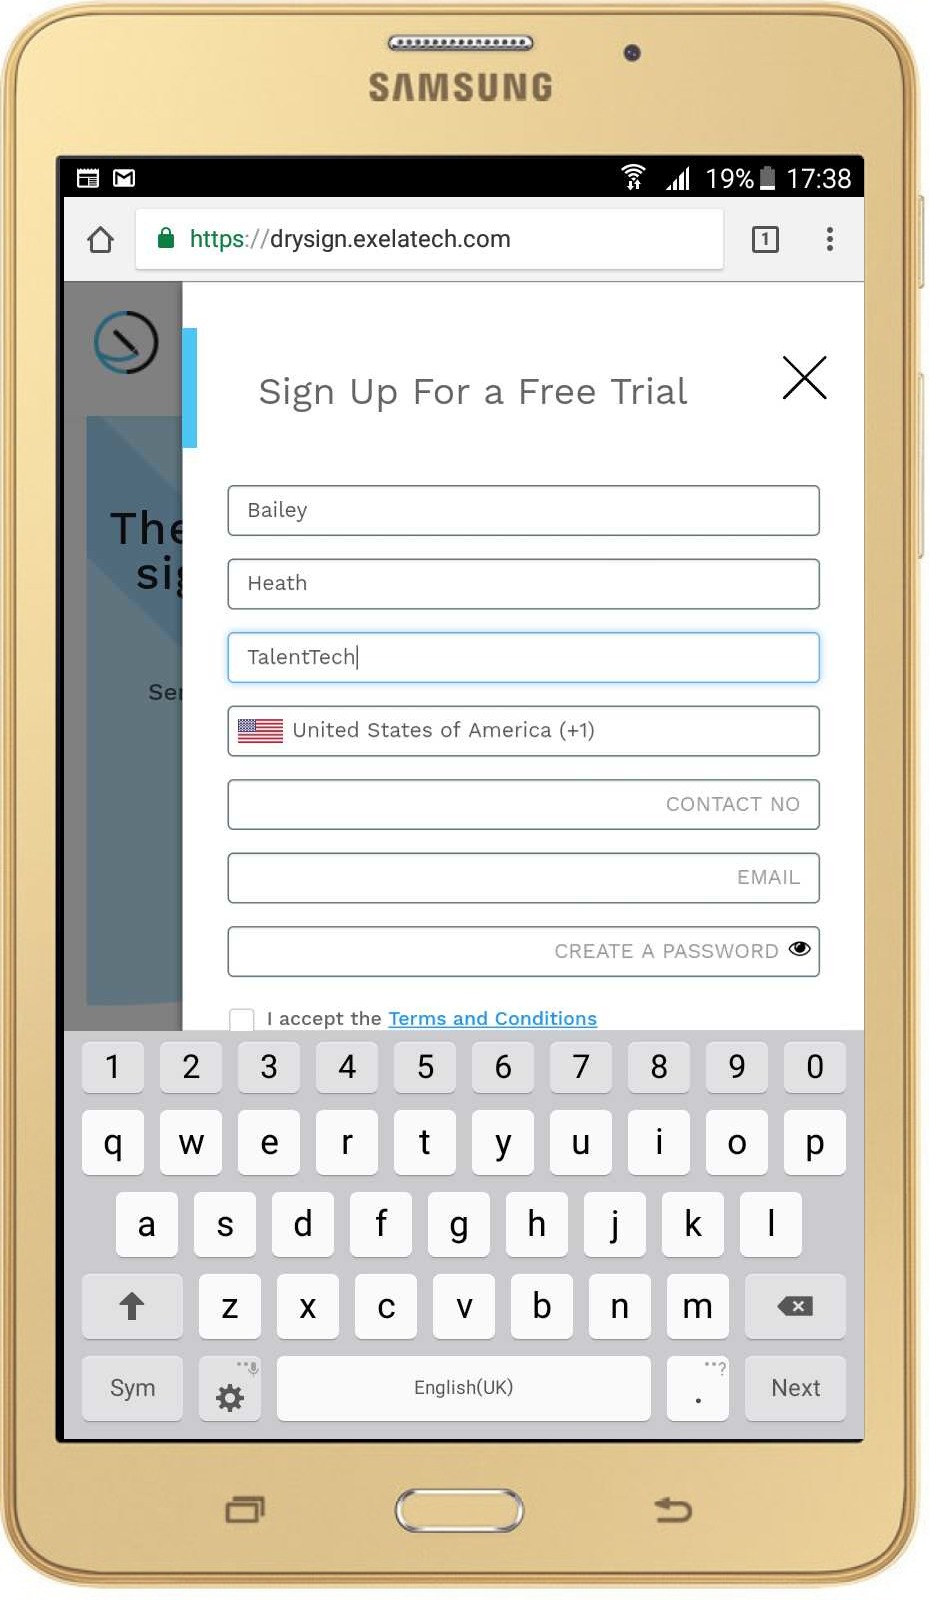 SAMSUNG
19% 17:38
https://drysign.exelatech.com
1
Sign Up For a Free Trial
Bailey
The
Heath
sig
TalentTech
Ser
United States of America (+1)
CONTACT NO
EMAIL
CREATE A PASSWORD
I accept the Terms and Conditions
1 2 3 4 5 6 7 8 9 0
q w e r t y u i o p
a s d f g h j k l
z x c v b n m
Sym English(UK) . ? Next